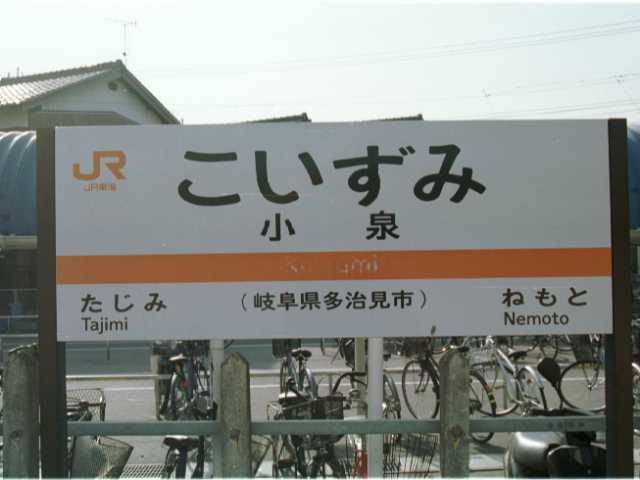 JR
JR東海
こいずみ
小泉
たじみ
Tajimi
（岐阜県多治見市）
ねもと
Nemoto